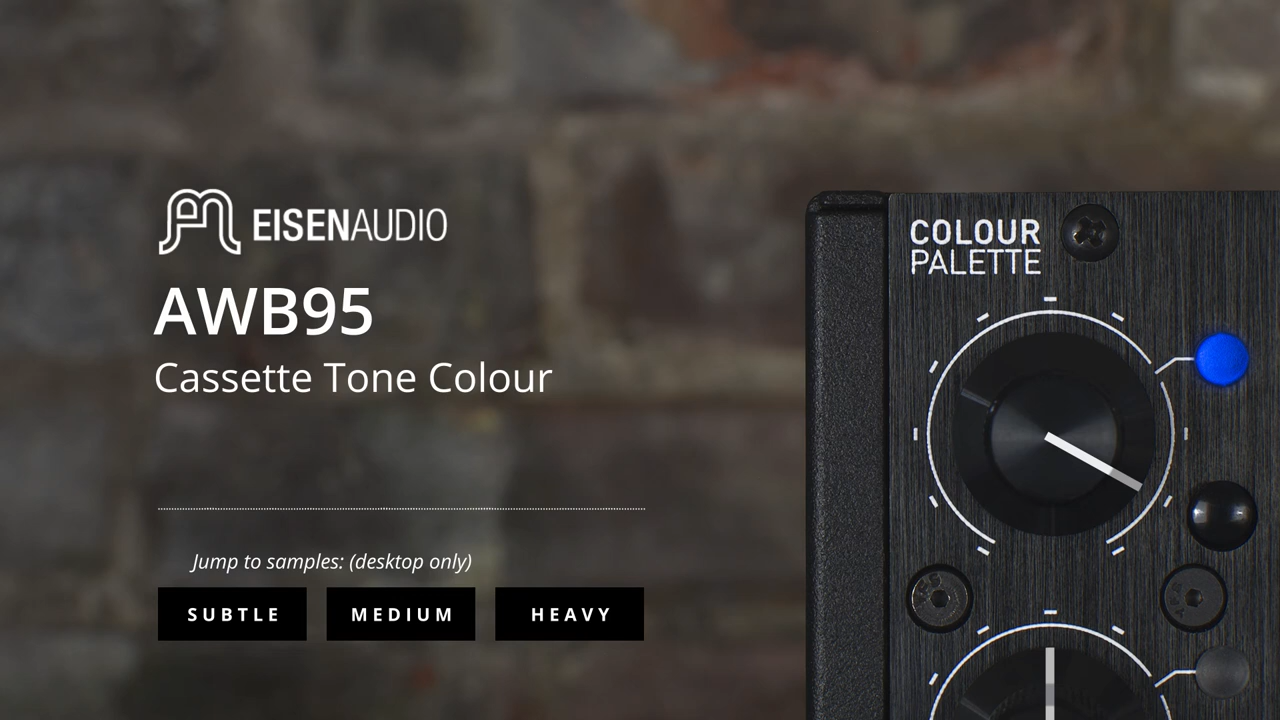 EISENAUDIO
AWB95
Cassette Tone Colour
Jump to samples: (desktop only)
SUBTLE
MEDIUM
HEAVY
COLOUR
PALETTE